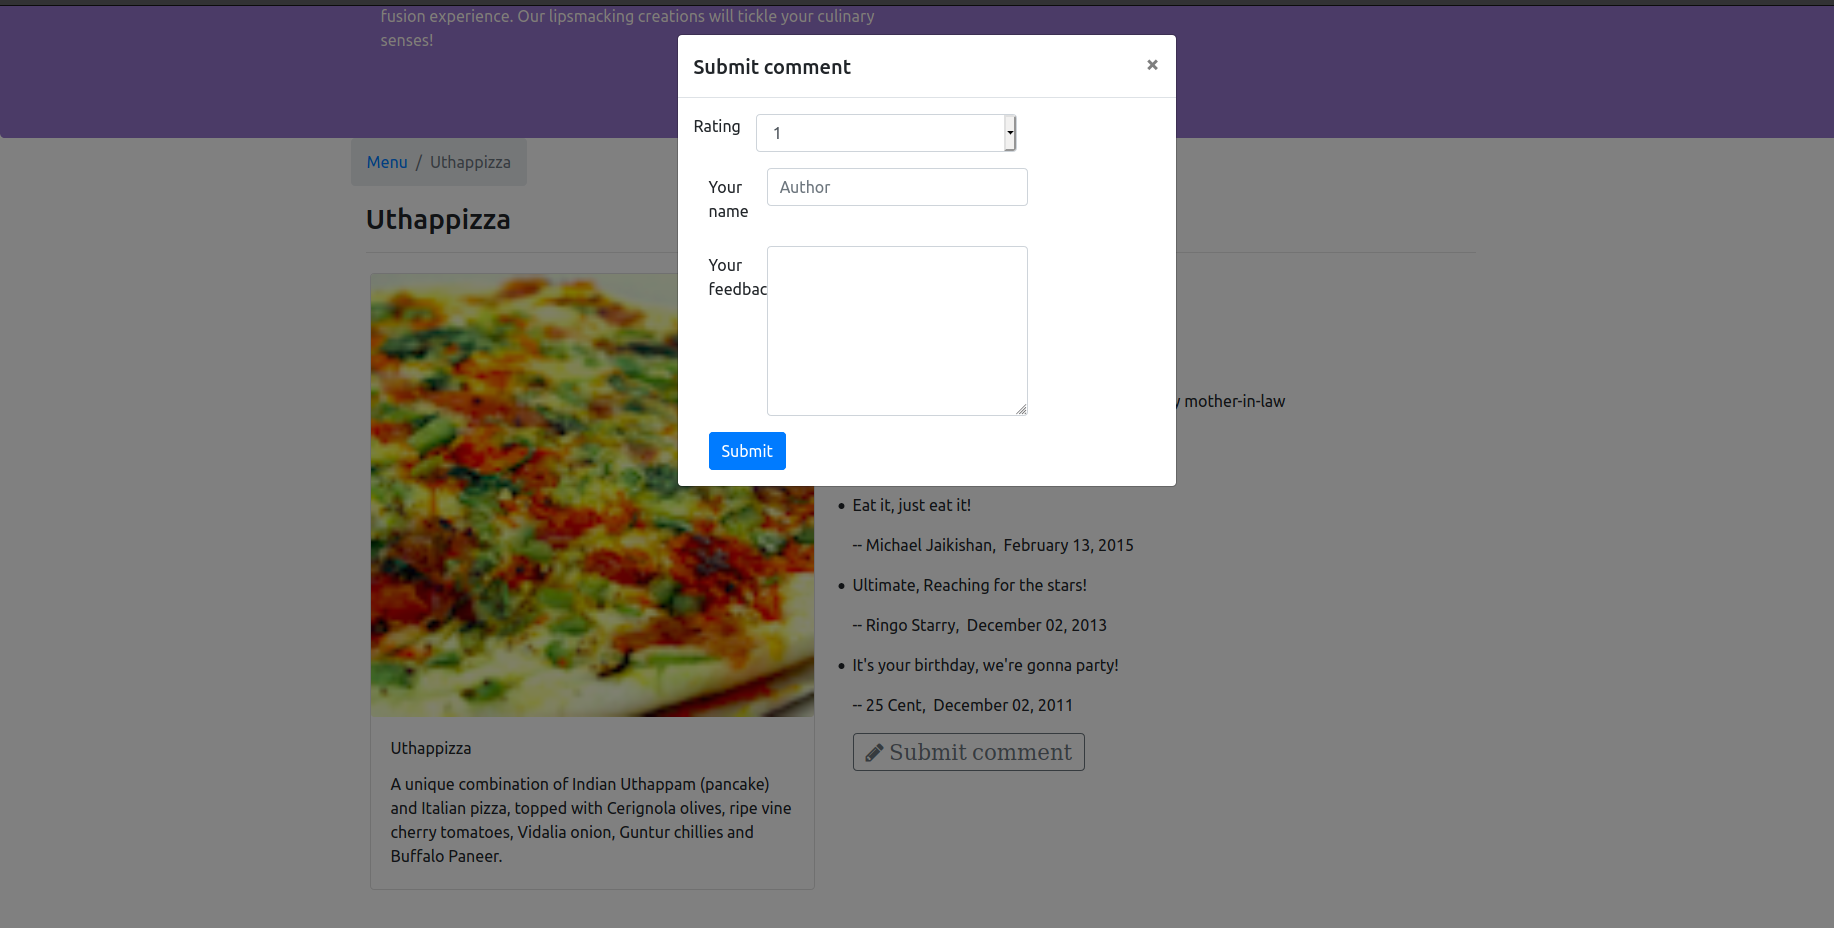 fusion experience. Our lipsmacking creations will tickle your culinary
senses!
Submit comment
×
Rating
1
Your
name
Author
Your
feedbac
Submit
Menu / Uthappizza
Uthappizza
mother-in-law
• Eat it, just eat it!
-- Michael Jaikishan, February 13, 2015
• Ultimate, Reaching for the stars!
-- Ringo Starry, December 02, 2013
• It's your birthday, we're gonna party!
-- 25 Cent, December 02, 2011
Submit comment
Uthappizza
A unique combination of Indian Uthappam (pancake)
and Italian pizza, topped with Cerignola olives, ripe vine
cherry tomatoes, Vidalia onion, Guntur chillies and
Buffalo Paneer.